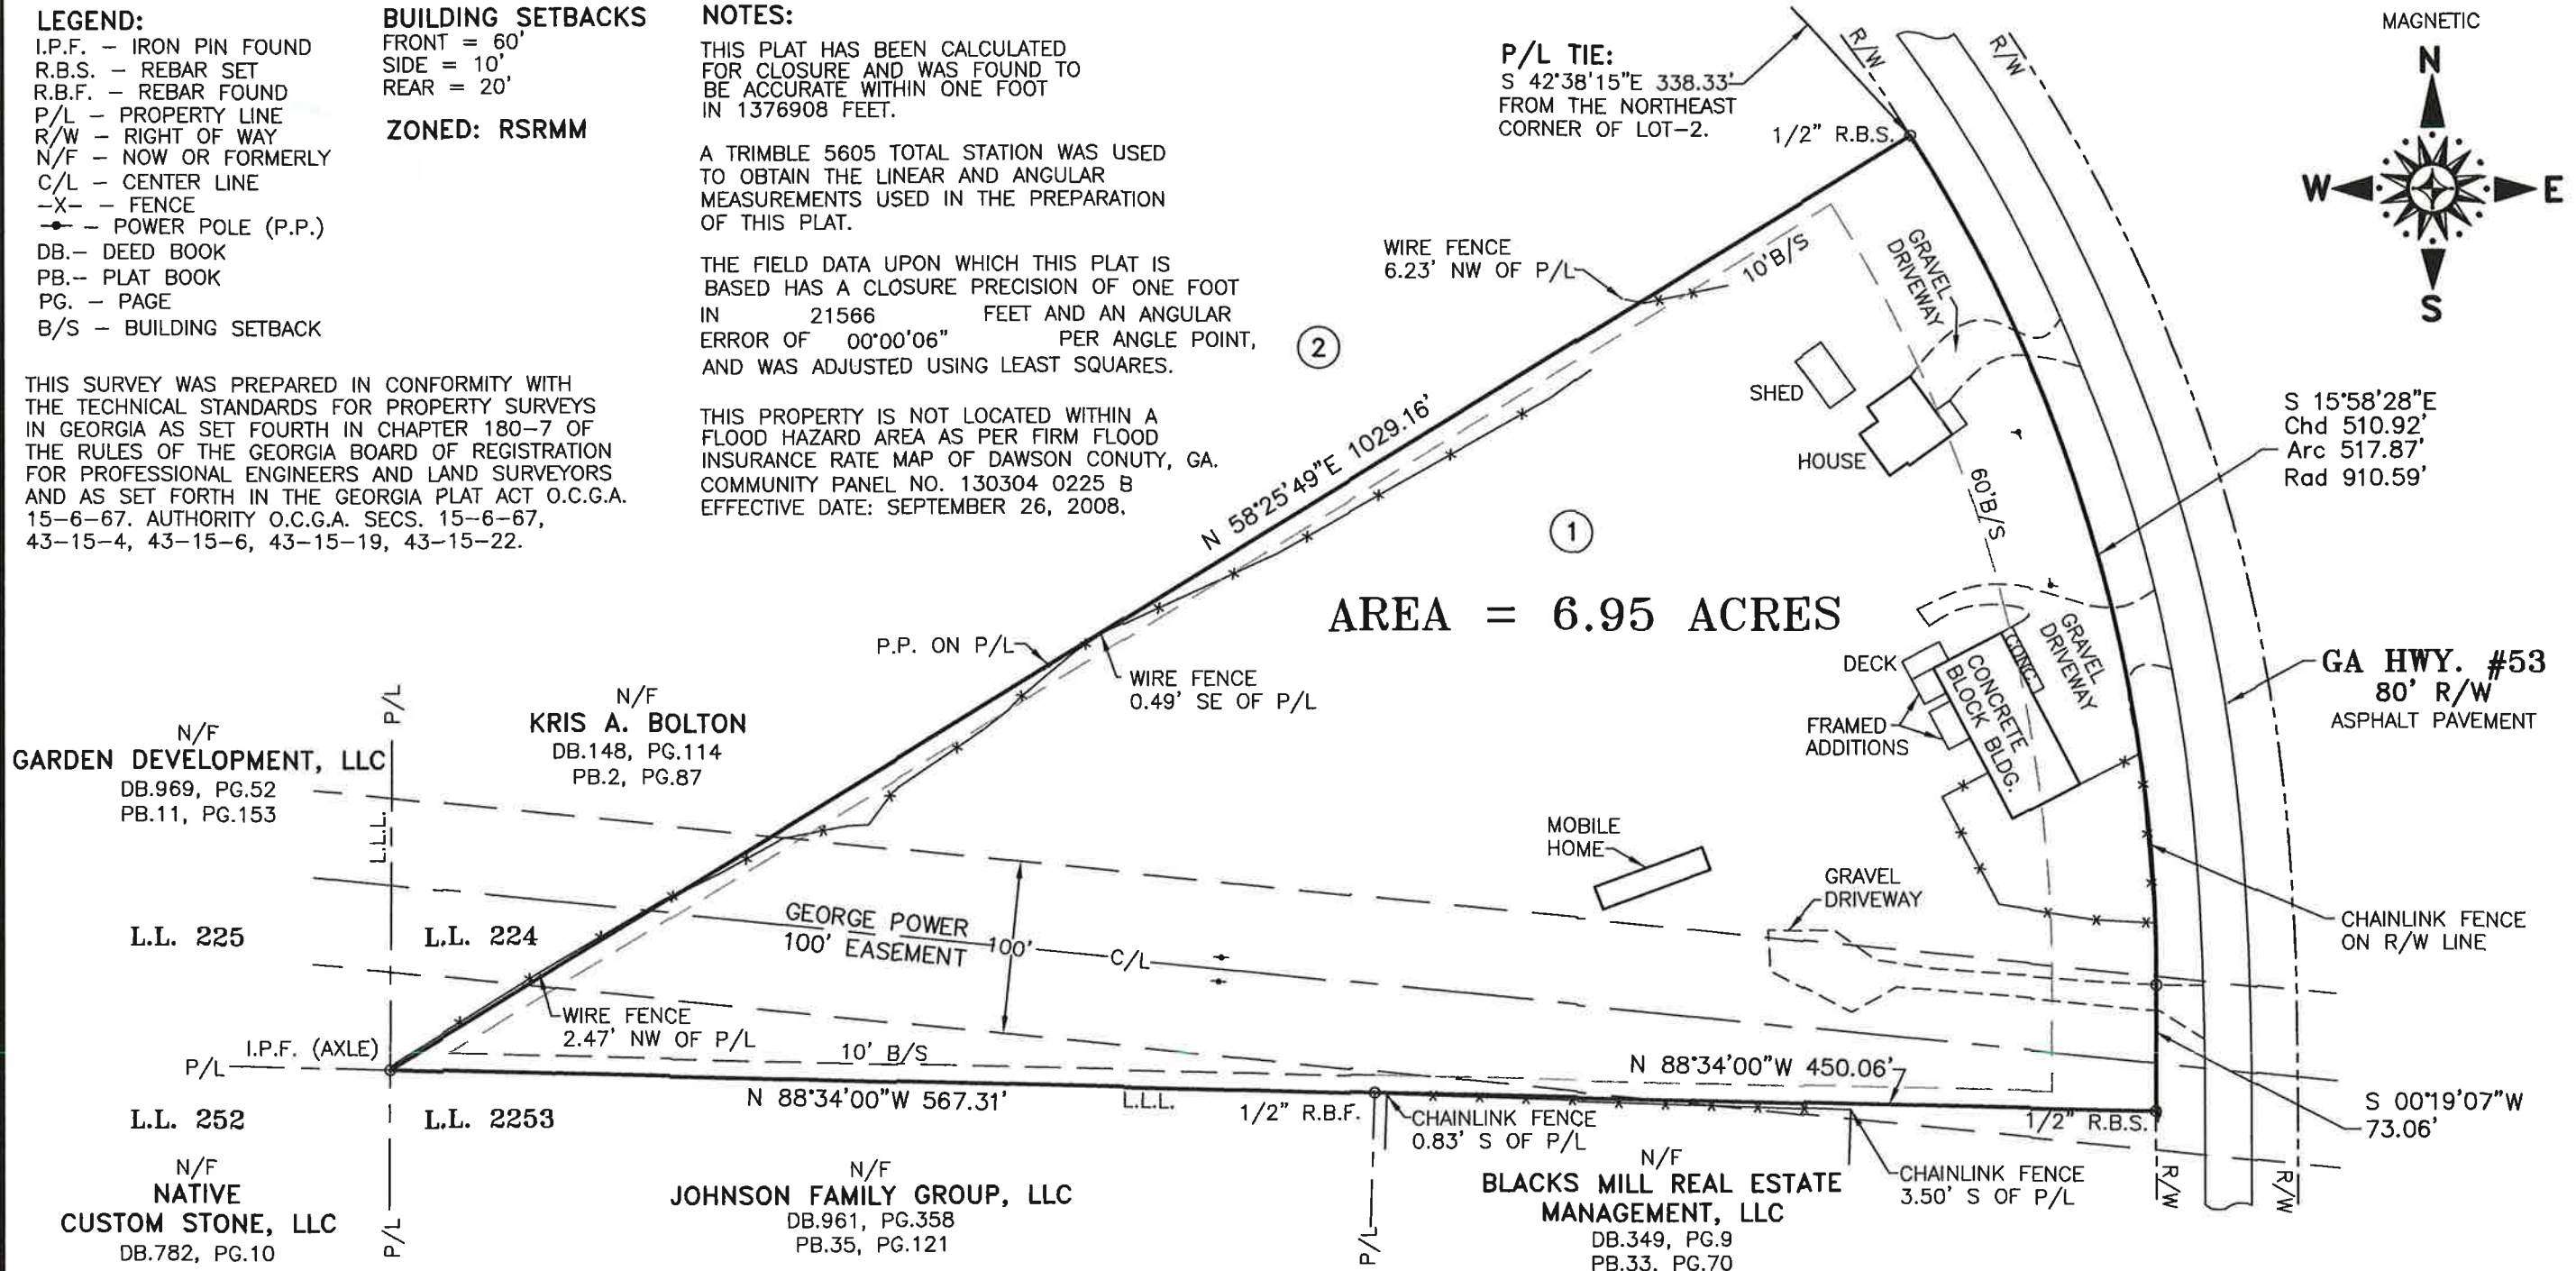 LEGEND:
I.P.F. – IRON PIN FOUND
R.B.S. – REBAR SET
R.B.F. – REBAR FOUND
P/L – PROPERTY LINE
R/W – RIGHT OF WAY
N/F – NOW OR FORMERLY
C/L – CENTER LINE
–X– – FENCE
– POWER POLE (P.P.)
DB.– DEED BOOK
PB.– PLAT BOOK
PG. – PAGE
B/S – BUILDING SETBACK
BUILDING SETBACKS
FRONT = 60'
SIDE = 10'
REAR = 20'
ZONED: RSRMM
NOTES:
THIS PLAT HAS BEEN CALCULATED
FOR CLOSURE AND WAS FOUND TO
BE ACCURATE WITHIN ONE FOOT
IN 1376908 FEET.
A TRIMBLE 5605 TOTAL STATION WAS USED
TO OBTAIN THE LINEAR AND ANGULAR
MEASUREMENTS USED IN THE PREPARATION
OF THIS PLAT.
THE FIELD DATA UPON WHICH THIS PLAT IS
BASED HAS A CLOSURE PRECISION OF ONE FOOT
IN 21566 FEET AND AN ANGULAR
ERROR OF 00°00'06" PER ANGLE POINT,
AND WAS ADJUSTED USING LEAST SQUARES.
THIS PROPERTY IS NOT LOCATED WITHIN A
FLOOD HAZARD AREA AS PER FIRM FLOOD
INSURANCE RATE MAP OF DAWSON CONUTY, GA.
COMMUNITY PANEL NO. 130304 0225 B
EFFECTIVE DATE: SEPTEMBER 26, 2008.
THIS SURVEY WAS PREPARED IN CONFORMITY WITH
THE TECHNICAL STANDARDS FOR PROPERTY SURVEYS
IN GEORGIA AS SET FOURTH IN CHAPTER 180–7 OF
THE RULES OF THE GEORGIA BOARD OF REGISTRATION
FOR PROFESSIONAL ENGINEERS AND LAND SURVEYORS
AND AS SET FORTH IN THE GEORGIA PLAT ACT O.C.G.A.
15–6–67. AUTHORITY O.C.G.A. SECS. 15–6–67,
43–15–4, 43–15–6, 43–15–19, 43–15–22.
P/L TIE:
S 42°38'15"E 338.33'
FROM THE NORTHEAST
CORNER OF LOT–2.
1/2" R.B.S.
R/W
R/W
MAGNETIC
N
W
E
S
WIRE FENCE
6.23' NW OF P/L
10'B/S
GRAVEL
DRIVEWAY
2
SHED
HOUSE
60'B/S
S 15°58'28"E
Chd 510.92'
Arc 517.87'
Rad 910.59'
N 58°25'49"E 1029.16'
1
AREA = 6.95 ACRES
P.P. ON P/L
WIRE FENCE
0.49' SE OF P/L
DECK
FRAMED
ADDITIONS
CONC.
CONCRETE
BLOCK BLDG.
GRAVEL
DRIVEWAY
GA HWY. #53
80' R/W
ASPHALT PAVEMENT
N/F
GARDEN DEVELOPMENT, LLC
DB.969, PG.52
PB.11, PG.153
P/L
L.L.L.
N/F
KRIS A. BOLTON
DB.148, PG.114
PB.2, PG.87
MOBILE
HOME
GRAVEL
DRIVEWAY
CHAINLINK FENCE
ON R/W LINE
L.L. 225
L.L. 224
GEORGE POWER
100' EASEMENT
100'
C/L
WIRE FENCE
2.47' NW OF P/L
I.P.F. (AXLE)
P/L
10' B/S
N 88°34'00"W 450.06'
N 88°34'00"W 567.31'
L.L.L.
1/2" R.B.F.
CHAINLINK FENCE
0.83' S OF P/L
1/2" R.B.S.
S 00°19'07"W
73.06'
L.L. 252
L.L. 2253
N/F
NATIVE
CUSTOM STONE, LLC
DB.782, PG.10
P/L
N/F
JOHNSON FAMILY GROUP, LLC
DB.961, PG.358
PB.35, PG.121
P/L
N/F
BLACKS MILL REAL ESTATE
MANAGEMENT, LLC
DB.349, PG.9
PB.33, PG.70
CHAINLINK FENCE
3.50' S OF P/L
R/W
R/W